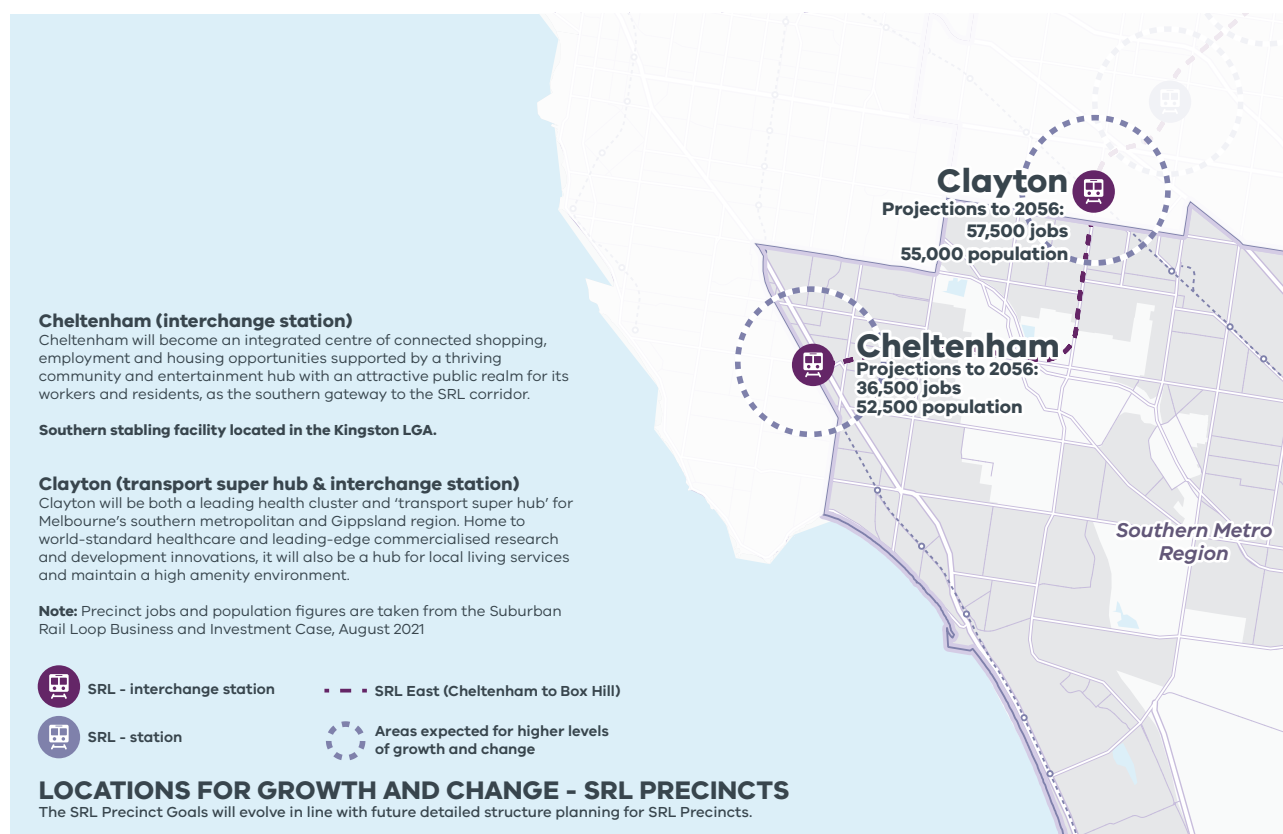 Clayton
Projections to 2056:
57,500 jobs
55,000 population
Cheltenham
Projections to 2056:
36,500 jobs
52,500 population
Southern Metro
Region
Cheltenham (interchange station)
Cheltenham will become an integrated centre of connected shopping,
employment and housing opportunities supported by a thriving
community and entertainment hub with an attractive public realm for its
workers and residents, as the southern gateway to the SRL corridor.
Southern stabling facility located in the Kingston LGA.
Clayton (transport super hub & interchange station)
Clayton will be both a leading health cluster and ‘transport super hub’ for
Melbourne’s southern metropolitan and Gippsland region. Home to
world-standard healthcare and leading-edge commercialised research
and development innovations, it will also be a hub for local living services
and maintain a high amenity environment.
Note: Precinct jobs and population figures are taken from the Suburban
Rail Loop Business and Investment Case, August 2021
SRL - interchange station
SRL - station
SRL East (Cheltenham to Box Hill)
Areas expected for higher levels
of growth and change
LOCATIONS FOR GROWTH AND CHANGE - SRL PRECINCTS
The SRL Precinct Goals will evolve in line with future detailed structure planning for SRL Precincts.